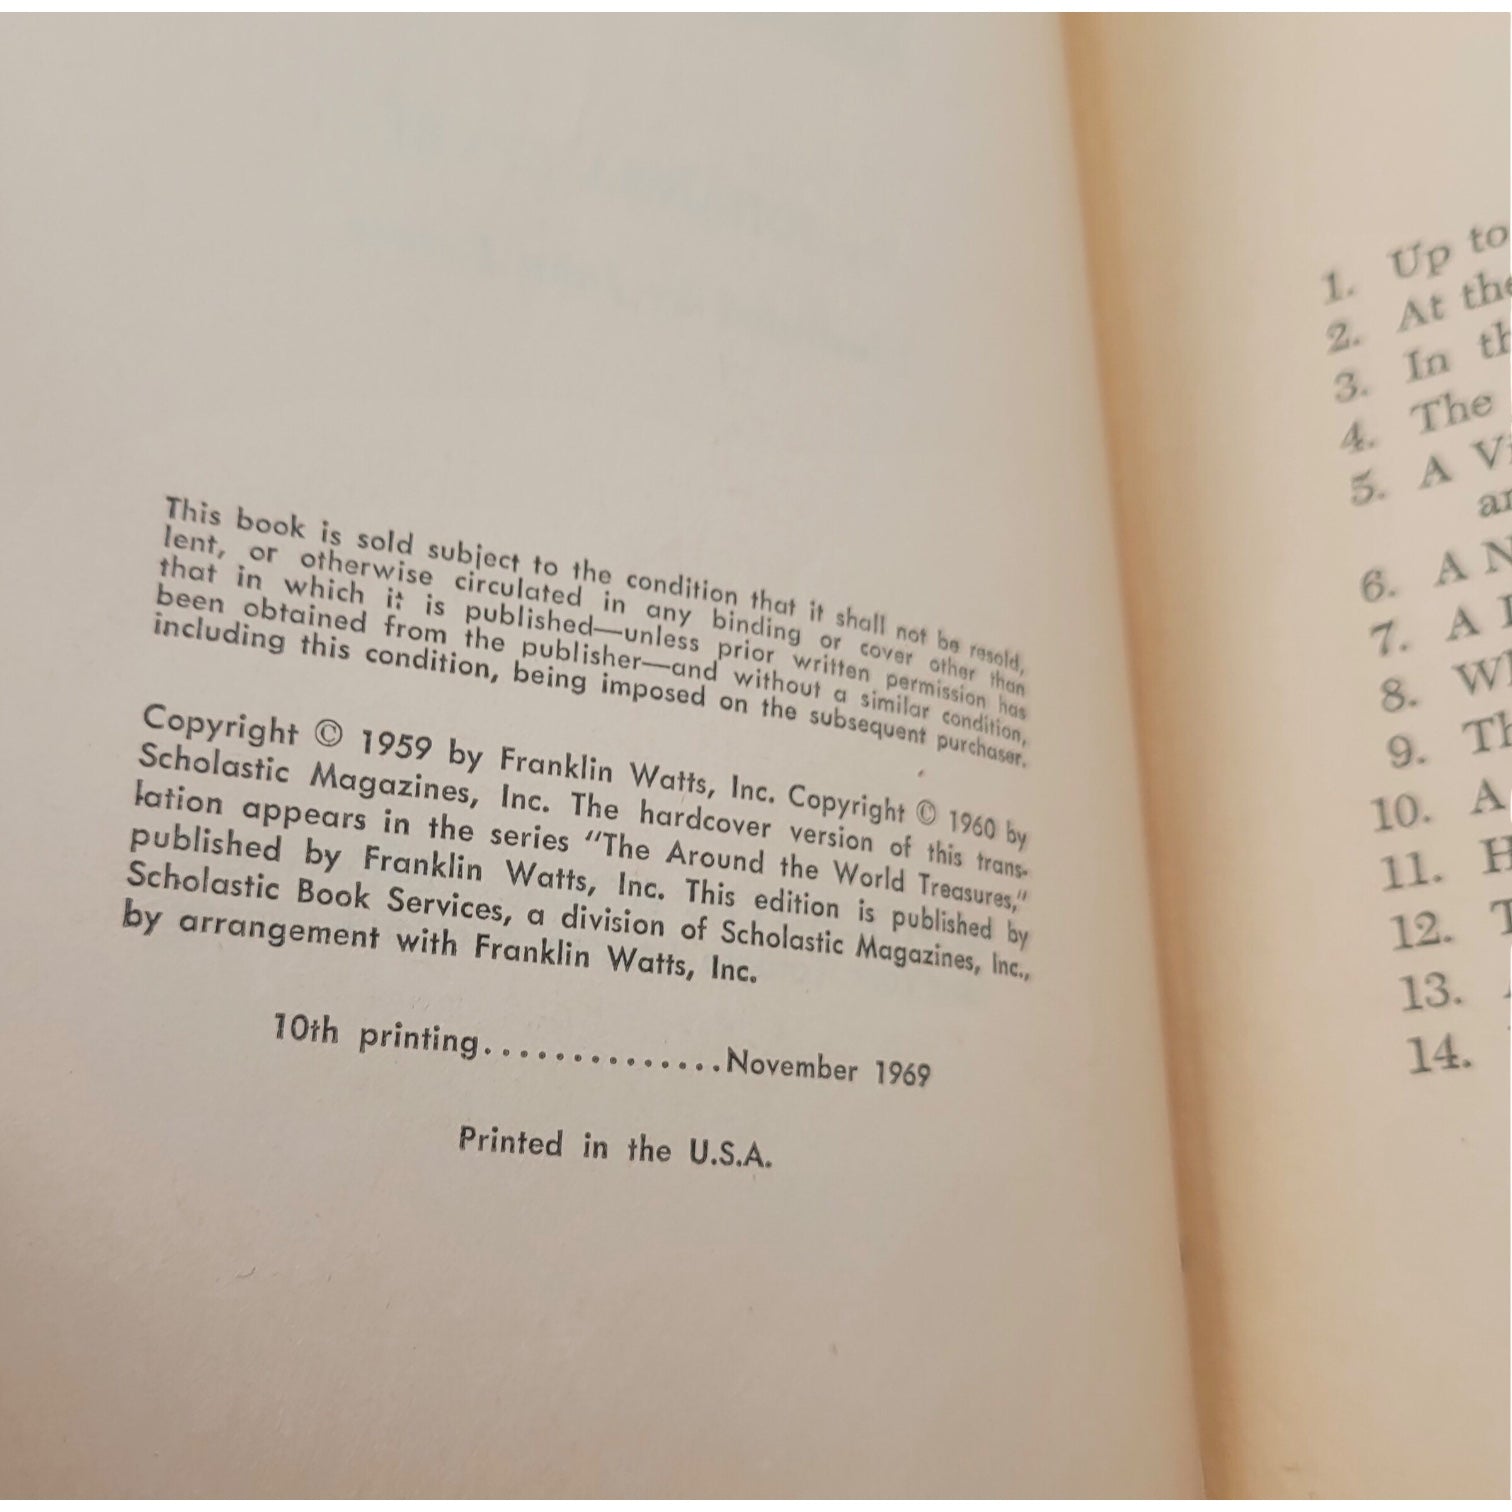 This book is sold subject to the condition that it shall not be resold,
lent, or otherwise circulated in any binding or cover other than
that in which it is published—unless prior written permission has
been obtained from the publisher—and without a similar condition,
including this condition, being imposed on the subsequent purchaser.
Copyright © 1959 by Franklin Watts, Inc. Copyright © 1960 by
Scholastic Magazines, Inc. The hardcover version of this trans-
lation appears in the series "The Around the World Treasures,"
published by Franklin Watts, Inc. This edition is published by
Scholastic Book Services, a division of Scholastic Magazines, Inc.,
by arrangement with Franklin Watts, Inc.
10th printing..............November 1969
Printed in the U.S.A.
1. Up to
2. At the
3. In
4. The
5. A
6. A
7. A
8.
9.
10. A
11.
12.
13.
14.